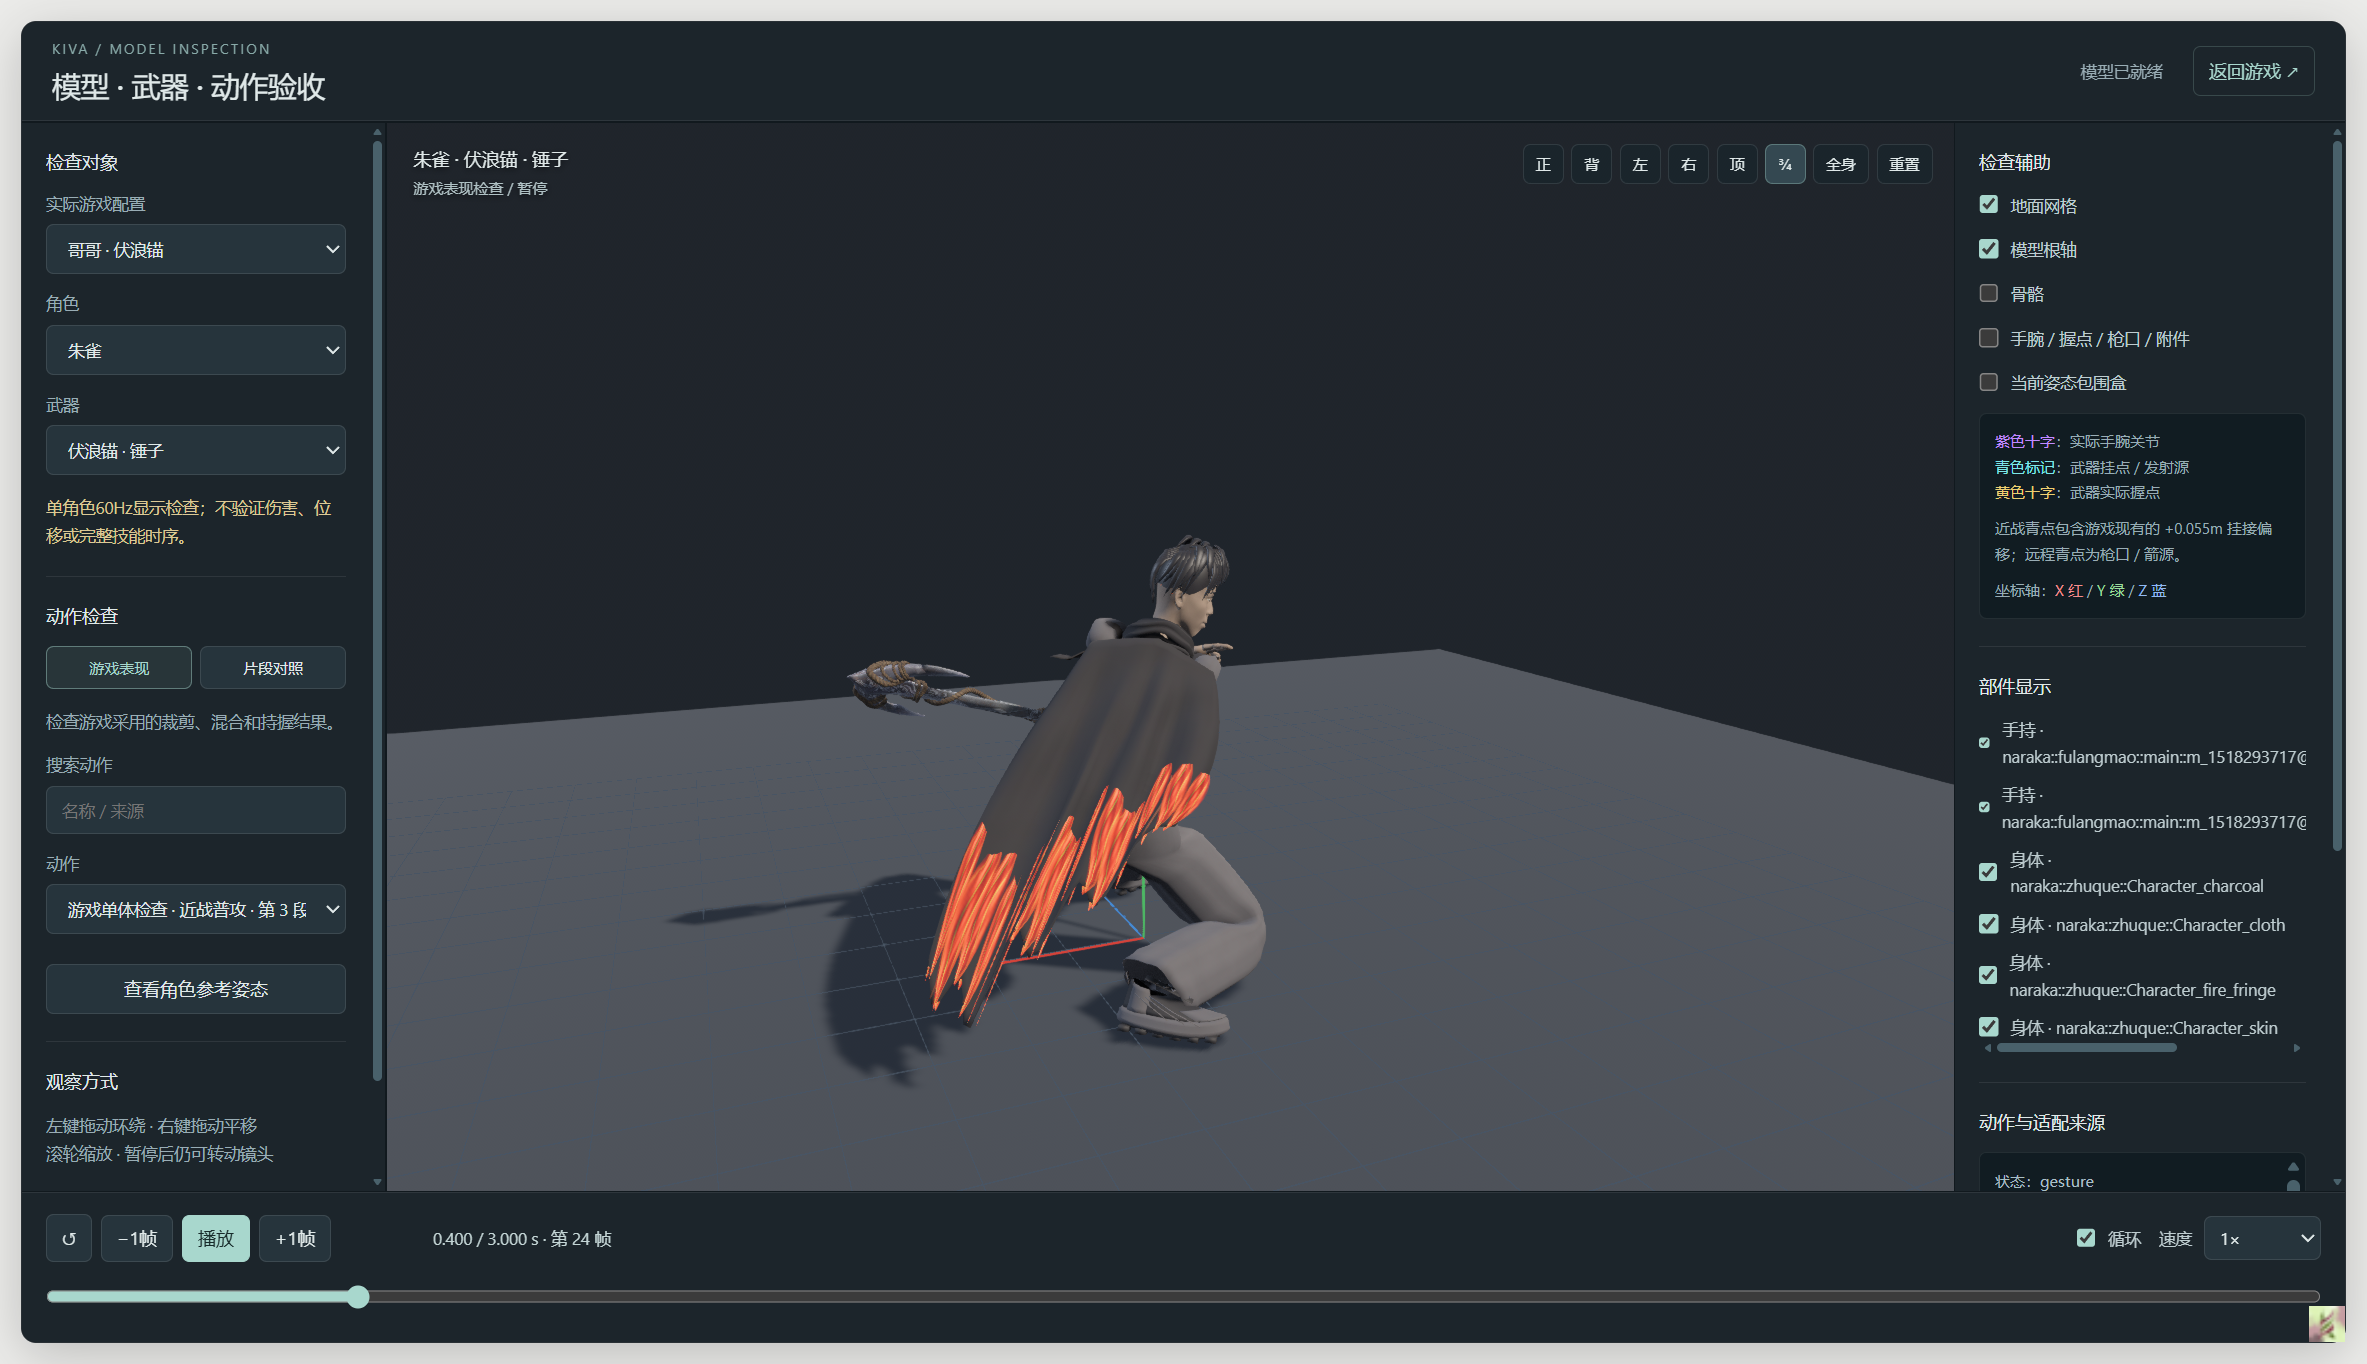 KIVA / MODEL INSPECTION
模型 · 武器 · 动作验收
模型已就绪
返回游戏 ↗
检查对象
实际游戏配置
哥哥 · 伏浪锚
角色
朱雀
武器
伏浪锚 · 锤子
单角色60Hz显示检查；不验证伤害、位
移或完整技能时序。
动作检查
游戏表现
片段对照
检查游戏采用的裁剪、混合和持握结果。
搜索动作
名称 / 来源
动作
游戏单体检查 · 近战普攻 · 第 3 段
查看角色参考姿态
观察方式
左键拖动环绕 · 右键拖动平移
滚轮缩放 · 暂停后仍可转动镜头
朱雀 · 伏浪锚 · 锤子
游戏表现检查 / 暂停
正
背
左
右
顶
¾
全身
重置
检查辅助
地面网格
模型根轴
骨骼
手腕 / 握点 / 枪口 / 附件
当前姿态包围盒
紫色十字：实际手腕关节
青色标记：武器挂点 / 发射源
黄色十字：武器实际握点
近战青点包含游戏现有的 +0.055m 挂接偏
移；远程青点为枪口 / 箭源。
坐标轴：X 红 / Y 绿 / Z 蓝
部件显示
手持 ·
naraka::fulangmao::main::m_1518293717@
手持 ·
naraka::fulangmao::main::m_1518293717@
身体 ·
naraka::zhuque::Character_charcoal
身体 · naraka::zhuque::Character_cloth
身体 ·
naraka::zhuque::Character_fire_fringe
身体 · naraka::zhuque::Character_skin
动作与适配来源
状态：gesture
↺
−1帧
播放
+1帧
0.400 / 3.000 s · 第 24 帧
循环
速度
1×